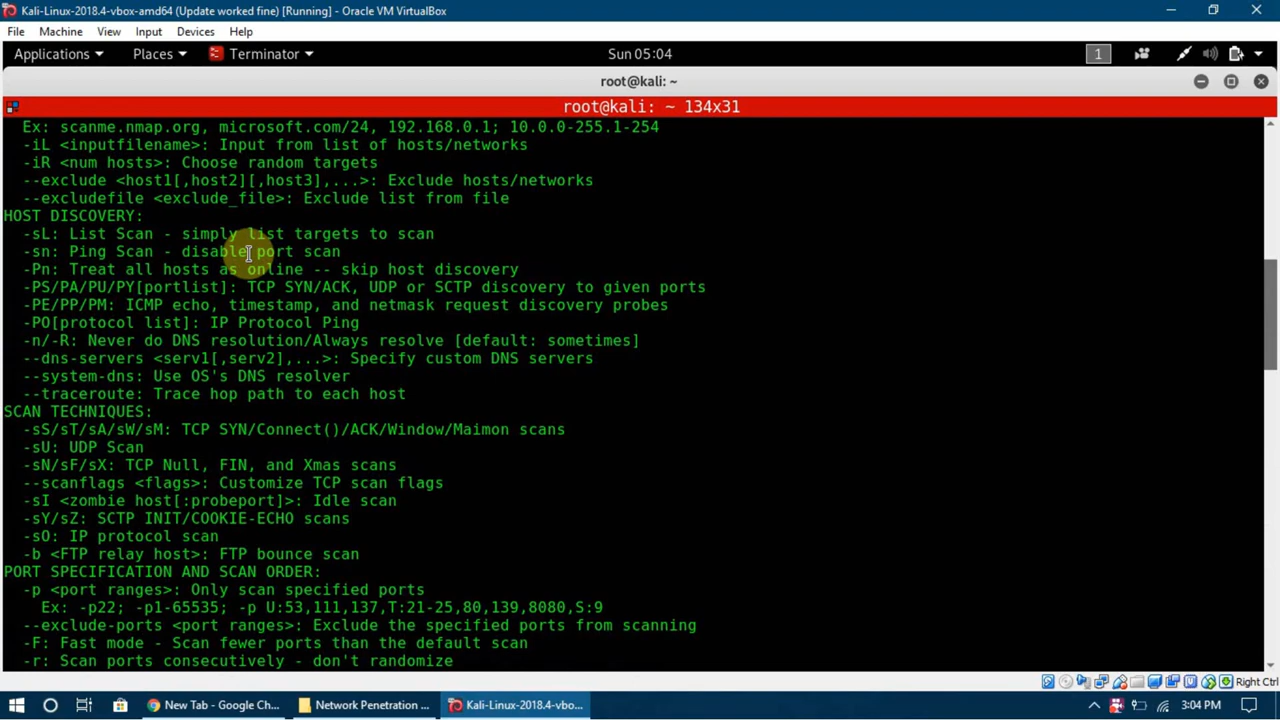 Kali-Linux-2018.4-vbox-amd64 (Update worked fine) [Running] - Oracle VM VirtualBox
File Machine View Input Devices Help
Applications Places Terminator Sun 05:04 1
root@kali: ~
root@kali: ~ 134x31
Ex: scanme.nmap.org, microsoft.com/24, 192.168.0.1; 10.0.0-255.1-254
-iL <inputfilename>: Input from list of hosts/networks
-iR <num hosts>: Choose random targets
--exclude <host1[,host2][,host3],...>: Exclude hosts/networks
--excludefile <exclude_file>: Exclude list from file
HOST DISCOVERY:
-sL: List Scan - simply list targets to scan
-sn: Ping Scan - disable port scan
-Pn: Treat all hosts as online -- skip host discovery
-PS/PA/PU/PY[portlist]: TCP SYN/ACK, UDP or SCTP discovery to given ports
-PE/PP/PM: ICMP echo, timestamp, and netmask request discovery probes
-PO[protocol list]: IP Protocol Ping
-n/-R: Never do DNS resolution/Always resolve [default: sometimes]
--dns-servers <serv1[,serv2],...>: Specify custom DNS servers
--system-dns: Use OS's DNS resolver
--traceroute: Trace hop path to each host
SCAN TECHNIQUES:
-sS/sT/sA/sW/sM: TCP SYN/Connect()/ACK/Window/Maimon scans
-sU: UDP Scan
-sN/sF/sX: TCP Null, FIN, and Xmas scans
--scanflags <flags>: Customize TCP scan flags
-sI <zombie host[:probeport]>: Idle scan
-sY/sZ: SCTP INIT/COOKIE-ECHO scans
-sO: IP protocol scan
-b <FTP relay host>: FTP bounce scan
PORT SPECIFICATION AND SCAN ORDER:
-p <port ranges>: Only scan specified ports
Ex: -p22; -p1-65535; -p U:53,111,137,T:21-25,80,139,8080,S:9
--exclude-ports <port ranges>: Exclude the specified ports from scanning
-F: Fast mode - Scan fewer ports than the default scan
-r: Scan ports consecutively - don't randomize
Right Ctrl
New Tab - Google Ch... Network Penetration ... Kali-Linux-2018.4-vbo... 3:04 PM